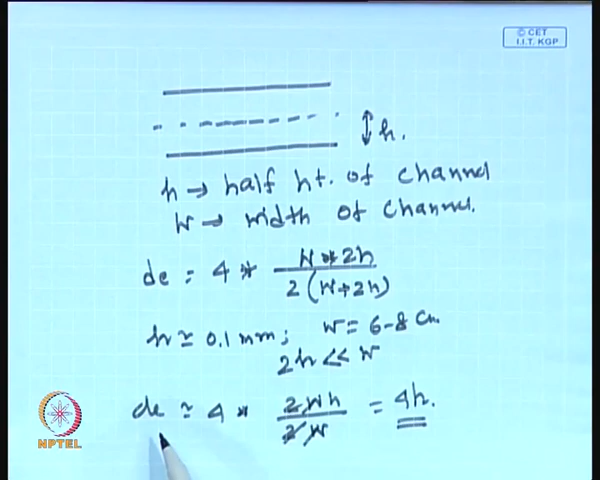 © CET
I.I.T. KGP
h.
h → half ht. of channel
W → width of channel.
de = 4 * W * 2h / 2 (W+2h)
h ≃ 0.1 mm; W = 6-8 cm
2h << W
de ≃ 4 * 2Wh / 2W = 4h.
NPTEL